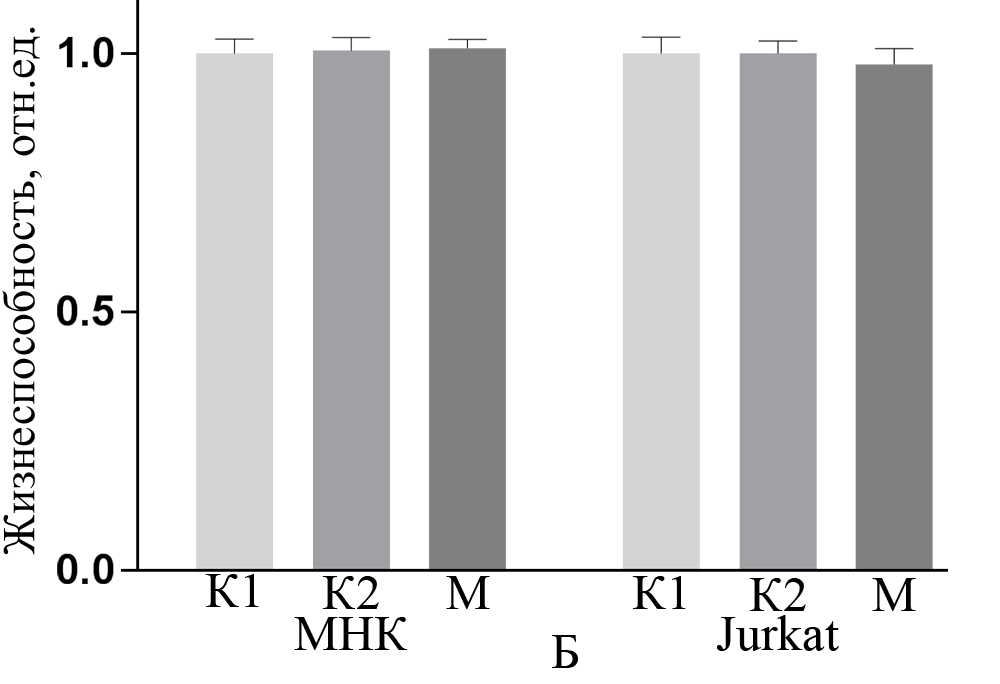 Жизнеспособность, отн.ед.
1.0
0.5
0.0
К1 К2 М К1 К2 М
МНК Jurkat
Б